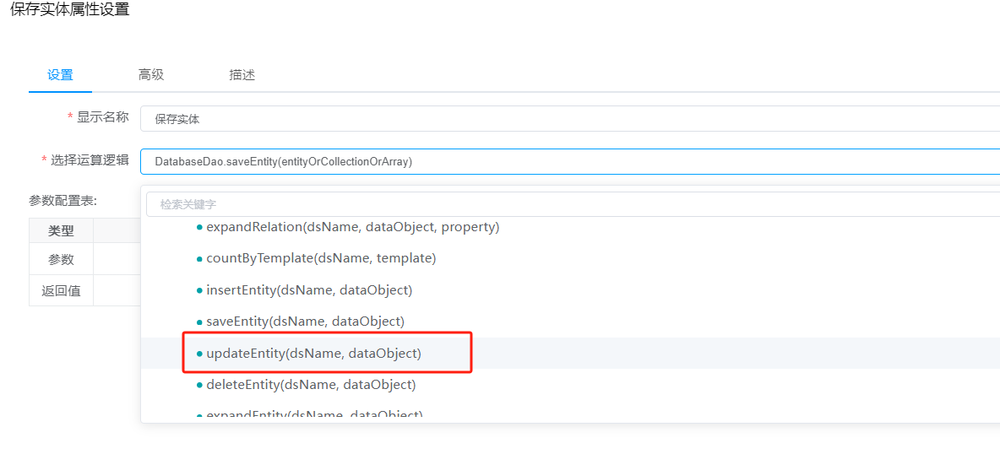 保存实体属性设置
设置 高级 描述
* 显示名称 保存实体
* 选择运算逻辑 DatabaseDao.saveEntity(entityOrCollectionOrArray)
参数配置表:
检索关键字
类型
参数
返回值
expandRelation(dsName, dataObject, property)
countByTemplate(dsName, template)
insertEntity(dsName, dataObject)
saveEntity(dsName, dataObject)
updateEntity(dsName, dataObject)
deleteEntity(dsName, dataObject)
expandEntity(dsName, dataObject)